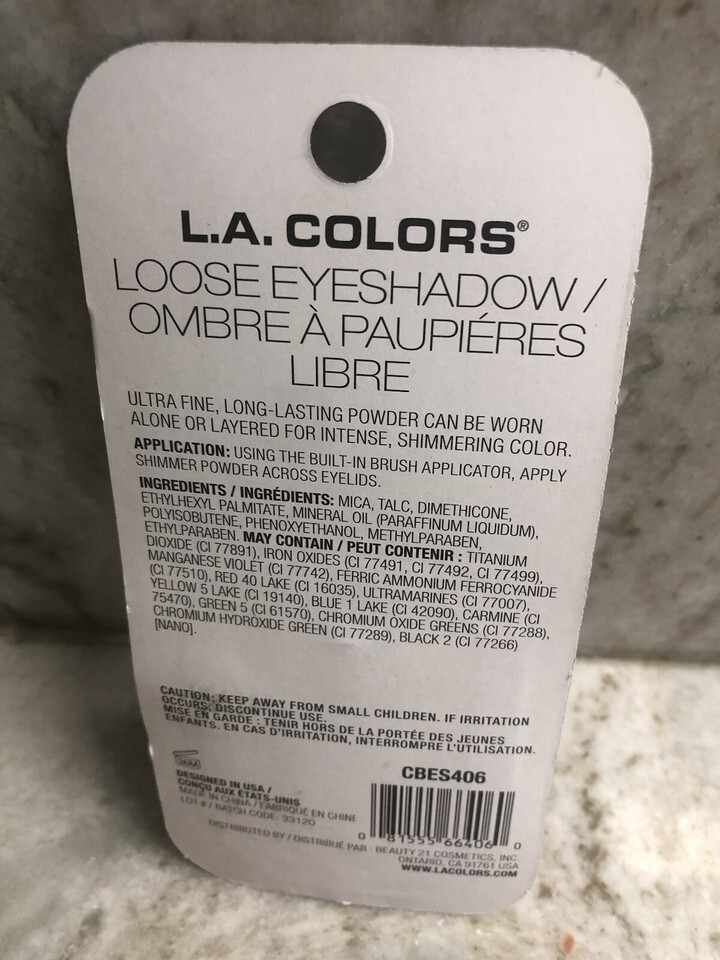 L.A. COLORS®
LOOSE EYESHADOW /
OMBRE À PAUPIÉRES
LIBRE
ULTRA FINE, LONG-LASTING POWDER CAN BE WORN
ALONE OR LAYERED FOR INTENSE, SHIMMERING COLOR.
APPLICATION: USING THE BUILT-IN BRUSH APPLICATOR, APPLY
SHIMMER POWDER ACROSS EYELIDS.
INGREDIENTS / INGRÉDIENTS: MICA, TALC, DIMETHICONE,
ETHYLHEXYL PALMITATE, MINERAL OIL (PARAFFINUM LIQUIDUM),
POLYISOBUTENE, PHENOXYETHANOL, METHYLPARABEN,
ETHYLPARABEN. MAY CONTAIN / PEUT CONTENIR : TITANIUM
DIOXIDE (CI 77891), IRON OXIDES (CI 77491, CI 77492, CI 77499),
MANGANESE VIOLET (CI 77742), FERRIC AMMONIUM FERROCYANIDE
(CI 77510), RED 40 LAKE (CI 16035), ULTRAMARINES (CI 77007),
YELLOW 5 LAKE (CI 19140), BLUE 1 LAKE (CI 42090), CARMINE (CI
75470), GREEN 5 (CI 61570), CHROMIUM OXIDE GREENS (CI 77288),
CHROMIUM HYDROXIDE GREEN (CI 77289), BLACK 2 (CI 77266)
[NANO].
CAUTION: KEEP AWAY FROM SMALL CHILDREN. IF IRRITATION
OCCURS, DISCONTINUE USE.
MISE EN GARDE : TENIR HORS DE LA PORTÉE DES JEUNES
ENFANTS. EN CAS D'IRRITATION, INTERROMPRE L'UTILISATION.
CBES406
DESIGNED IN USA /
CONÇU AUX ÉTATS-UNIS
MADE IN CHINA / FABRIQUÉ EN CHINE
LOT # / BATCH CODE: 33120
0 81555 66406 0
DISTRIBUTED BY / DISTRIBUÉ PAR : BEAUTY 21 COSMETICS, INC.
ONTARIO, CA 91761 USA
WWW.LACOLORS.COM